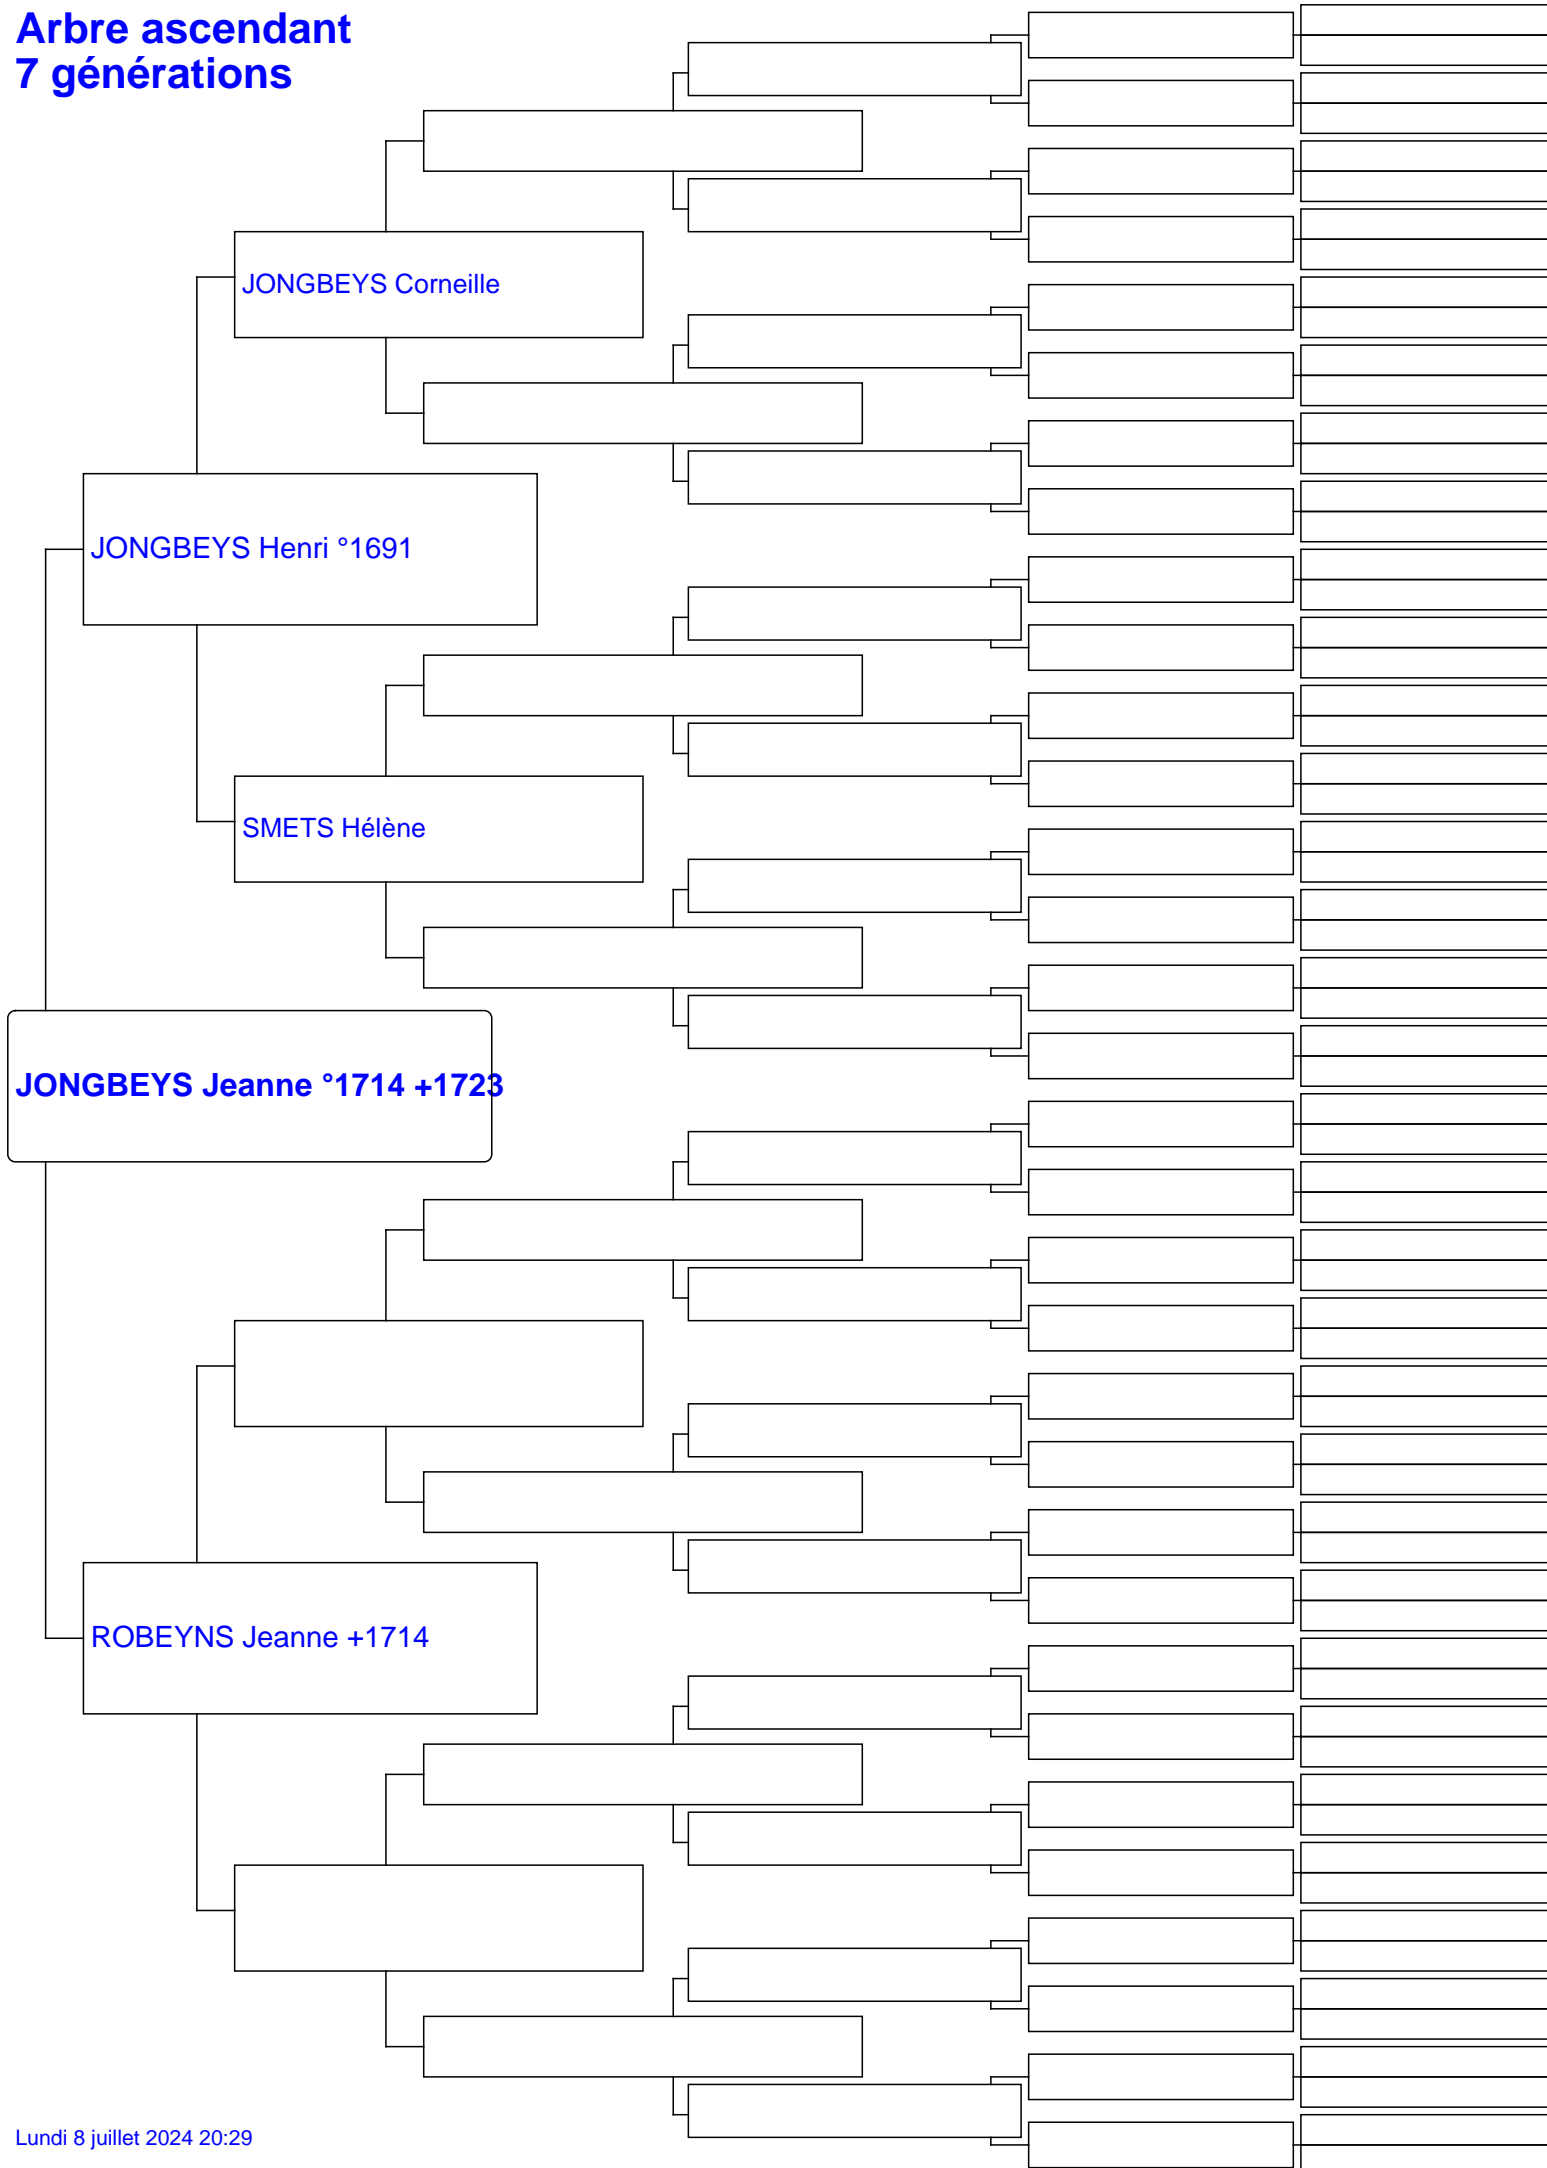 Arbre ascendant
7 générations
JONGBEYS Corneille
JONGBEYS Henri °1691
SMETS Hélène
JONGBEYS Jeanne °1714 +1723
ROBEYNS Jeanne +1714
Lundi 8 juillet 2024 20:29